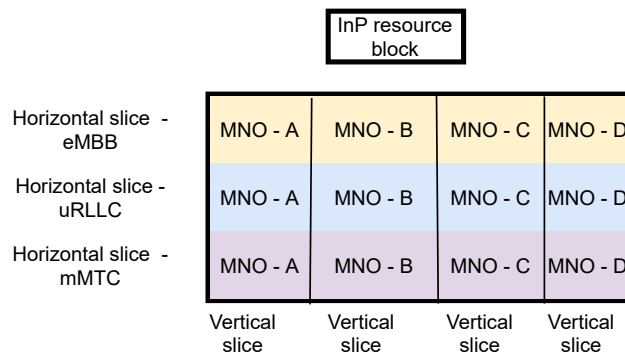 InP resource
block
Horizontal slice -
eMBB
MNO - A MNO - B MNO - C MNO - D
Horizontal slice -
uRLLC
MNO - A MNO - B MNO - C MNO - D
Horizontal slice -
mMTC
MNO - A MNO - B MNO - C MNO - D
Vertical Vertical Vertical Vertical
slice slice slice slice